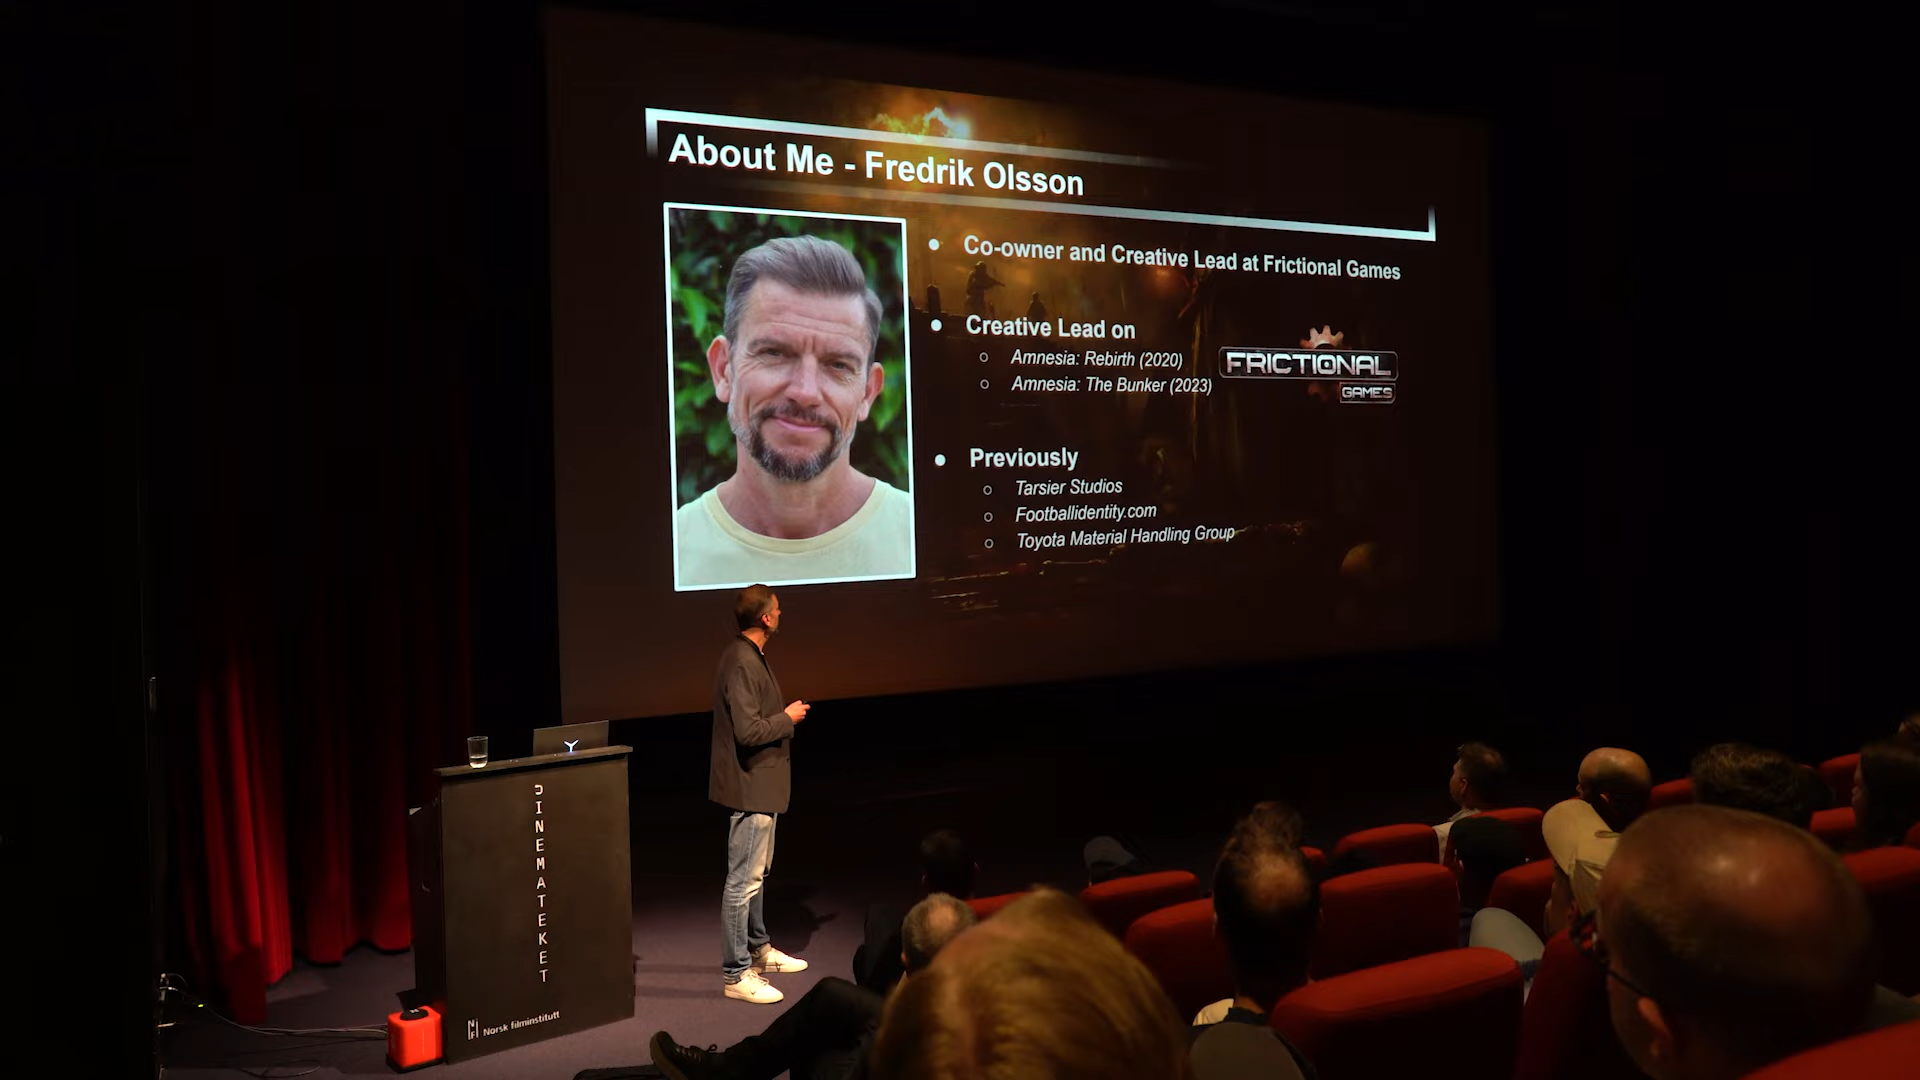 About Me - Fredrik Olsson
Co-owner and Creative Lead at Frictional Games
Creative Lead on
Amnesia: Rebirth (2020)
Amnesia: The Bunker (2023)
FRICTIONAL
GAMES
Previously
Tarsier Studios
Footballidentity.com
Toyota Material Handling Group
CINEMATEKET
NFI Norsk filminstitutt